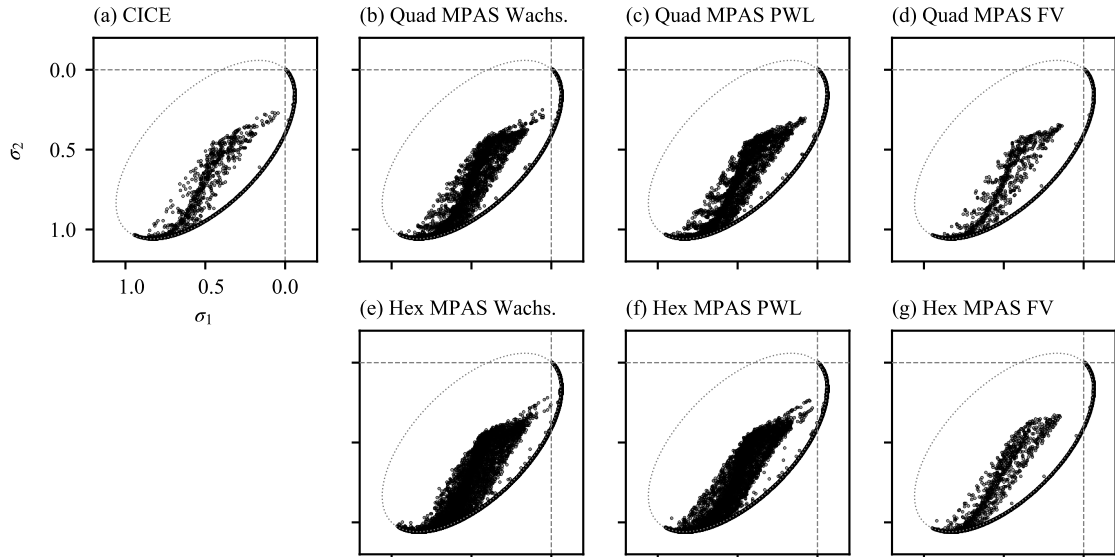 (a) CICE
(b) Quad MPAS Wachs.
(c) Quad MPAS PWL
(d) Quad MPAS FV
0.0
0.5
1.0
σ2
1.0 0.5 0.0
σ1
(e) Hex MPAS Wachs.
(f) Hex MPAS PWL
(g) Hex MPAS FV